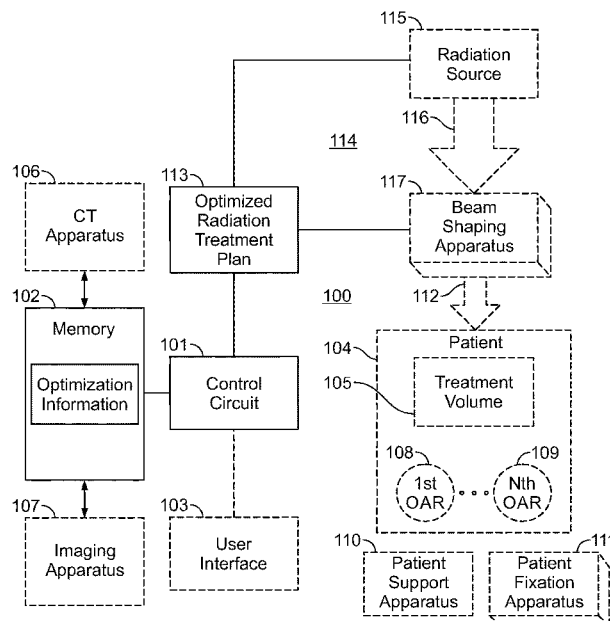 115
Radiation
Source
116
114
106
CT
Apparatus
113
Optimized
Radiation
Treatment
Plan
117
Beam
Shaping
Apparatus
100
112
102
Memory
Optimization
Information
101
Control
Circuit
104
Patient
105
Treatment
Volume
108
1st
OAR
109
Nth
OAR
107
Imaging
Apparatus
103
User
Interface
110
Patient
Support
Apparatus
111
Patient
Fixation
Apparatus